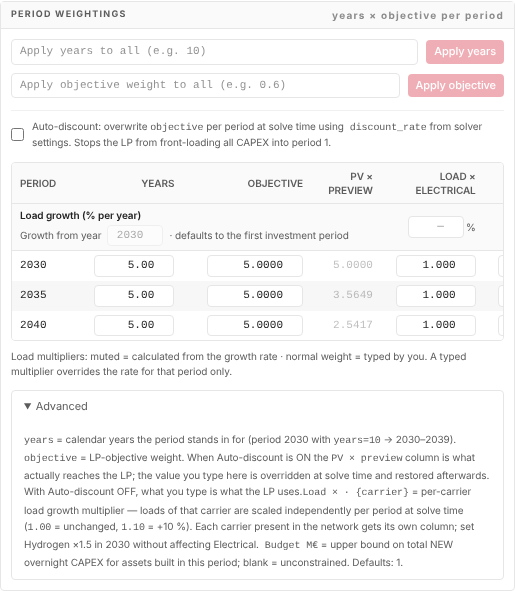 PERIOD WEIGHTINGS years × objective per period
Apply years to all (e.g. 10) Apply years
Apply objective weight to all (e.g. 0.6) Apply objective
Auto-discount: overwrite objective per period at solve time using discount_rate from solver
settings. Stops the LP from front-loading all CAPEX into period 1.
PERIOD YEARS OBJECTIVE PV × PREVIEW LOAD × ELECTRICAL
Load growth (% per year)
Growth from year 2030 · defaults to the first investment period – %
2030 5.00 5.0000 5.0000 1.000
2035 5.00 5.0000 3.5649 1.000
2040 5.00 5.0000 2.5417 1.000
Load multipliers: muted = calculated from the growth rate · normal weight = typed by you. A typed
multiplier overrides the rate for that period only.
▼ Advanced
years = calendar years the period stands in for (period 2030 with years=10 → 2030–2039).
objective = LP-objective weight. When Auto-discount is ON the PV × preview column is what
actually reaches the LP; the value you type here is overridden at solve time and restored afterwards.
With Auto-discount OFF, what you type is what the LP uses.Load × · {carrier} = per-carrier
load growth multiplier — loads of that carrier are scaled independently per period at solve time
(1.00 = unchanged, 1.10 = +10 %). Each carrier present in the network gets its own column; set
Hydrogen ×1.5 in 2030 without affecting Electrical. Budget M€ = upper bound on total NEW
overnight CAPEX for assets built in this period; blank = unconstrained. Defaults: 1.